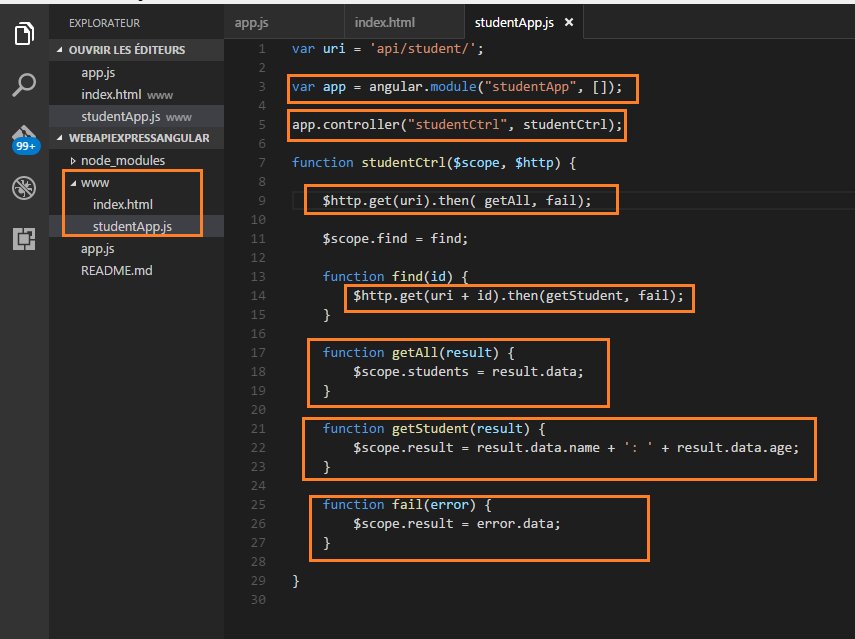 EXPLORATEUR
OUVRIR LES ÉDITEURS
app.js
index.html www
studentApp.js www
99+
WEBAPIEXPRESSANGULAR
node_modules
www
index.html
studentApp.js
app.js
README.md
app.js index.html studentApp.js
1 var uri = 'api/student/';
2
3 var app = angular.module("studentApp", []);
4
5 app.controller("studentCtrl", studentCtrl);
6
7 function studentCtrl($scope, $http) {
8
9 $http.get(uri).then( getAll, fail);
10
11 $scope.find = find;
12
13 function find(id) {
14 $http.get(uri + id).then(getStudent, fail);
15 }
16
17 function getAll(result) {
18 $scope.students = result.data;
19 }
20
21 function getStudent(result) {
22 $scope.result = result.data.name + ': ' + result.data.age;
23 }
24
25 function fail(error) {
26 $scope.result = error.data;
27 }
28
29 }
30